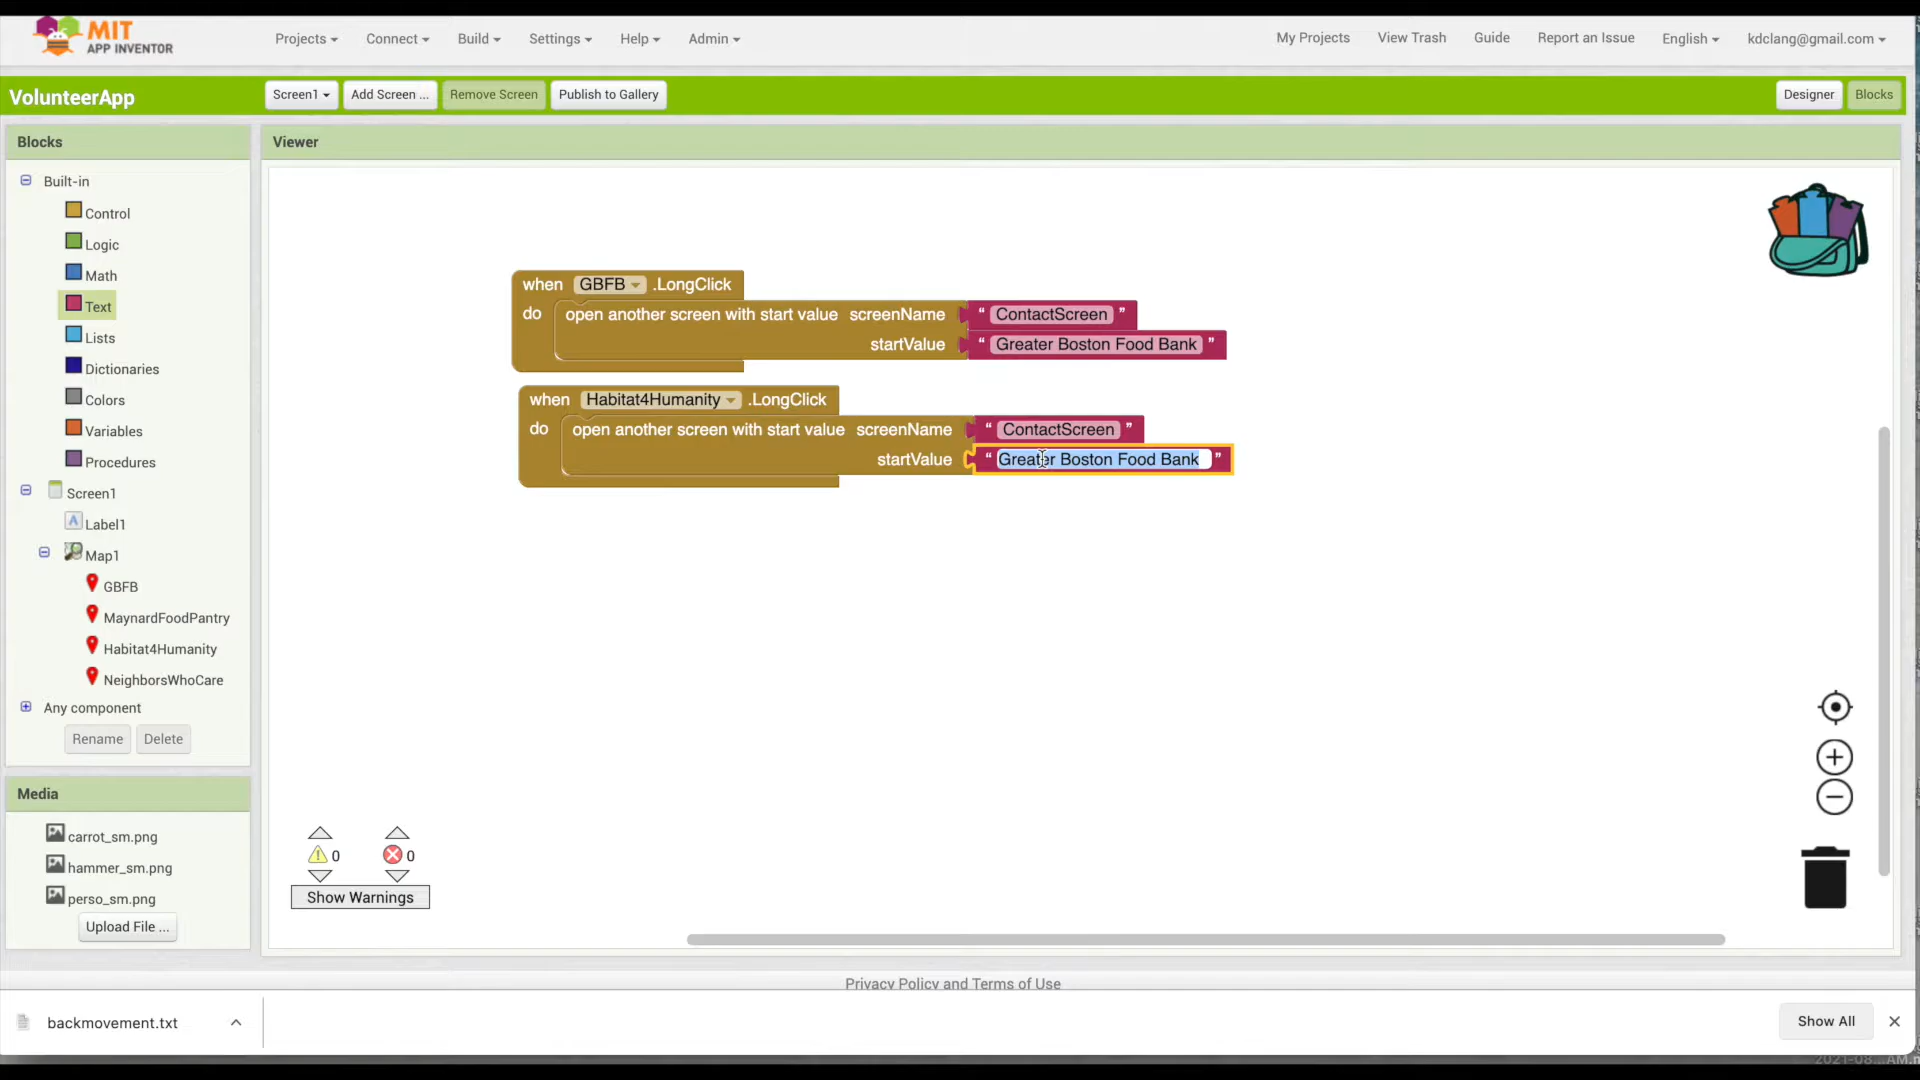 MIT
APP INVENTOR
Projects Connect Build Settings Help Admin
My Projects View Trash Guide Report an Issue English kdclang@gmail.com
VolunteerApp
Screen1 Add Screen ... Remove Screen Publish to Gallery
Designer Blocks
Blocks
Built-in
Control
Logic
Math
Text
Lists
Dictionaries
Colors
Variables
Procedures
Screen1
A Label1
Map1
GBFB
MaynardFoodPantry
Habitat4Humanity
NeighborsWhoCare
Any component
Rename Delete
Media
carrot_sm.png
hammer_sm.png
perso_sm.png
Upload File ...
Viewer
when GBFB .LongClick
do open another screen with start value screenName “ ContactScreen ”
startValue “ Greater Boston Food Bank ”
when Habitat4Humanity .LongClick
do open another screen with start value screenName “ ContactScreen ”
startValue “ Greater Boston Food Bank ”
0 0
Show Warnings
Privacy Policy and Terms of Use
backmovement.txt
Show All